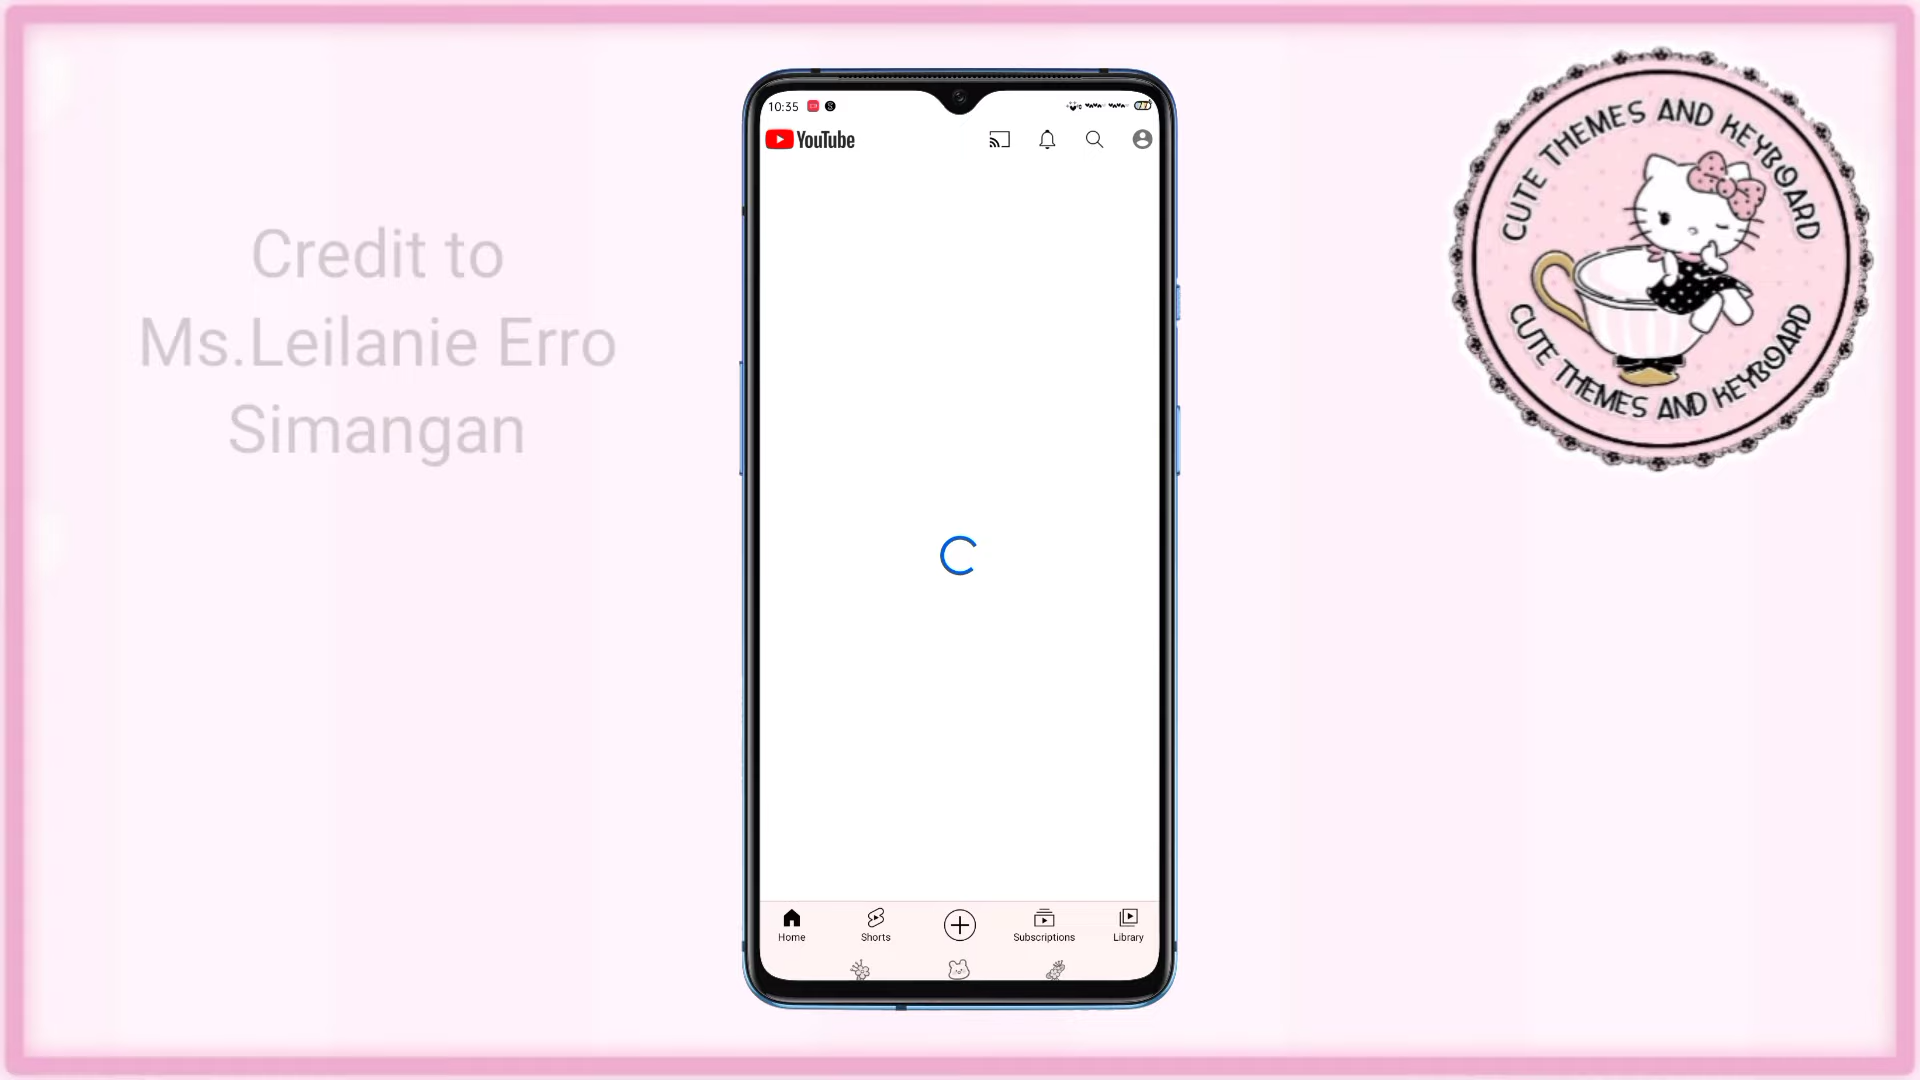 Credit to
Ms.Leilanie Erro
Simangan
10:35
YouTube
Home
Shorts
Subscriptions
Library
CUTE THEMES AND KEYBOARD
CUTE THEMES AND KEYBOARD